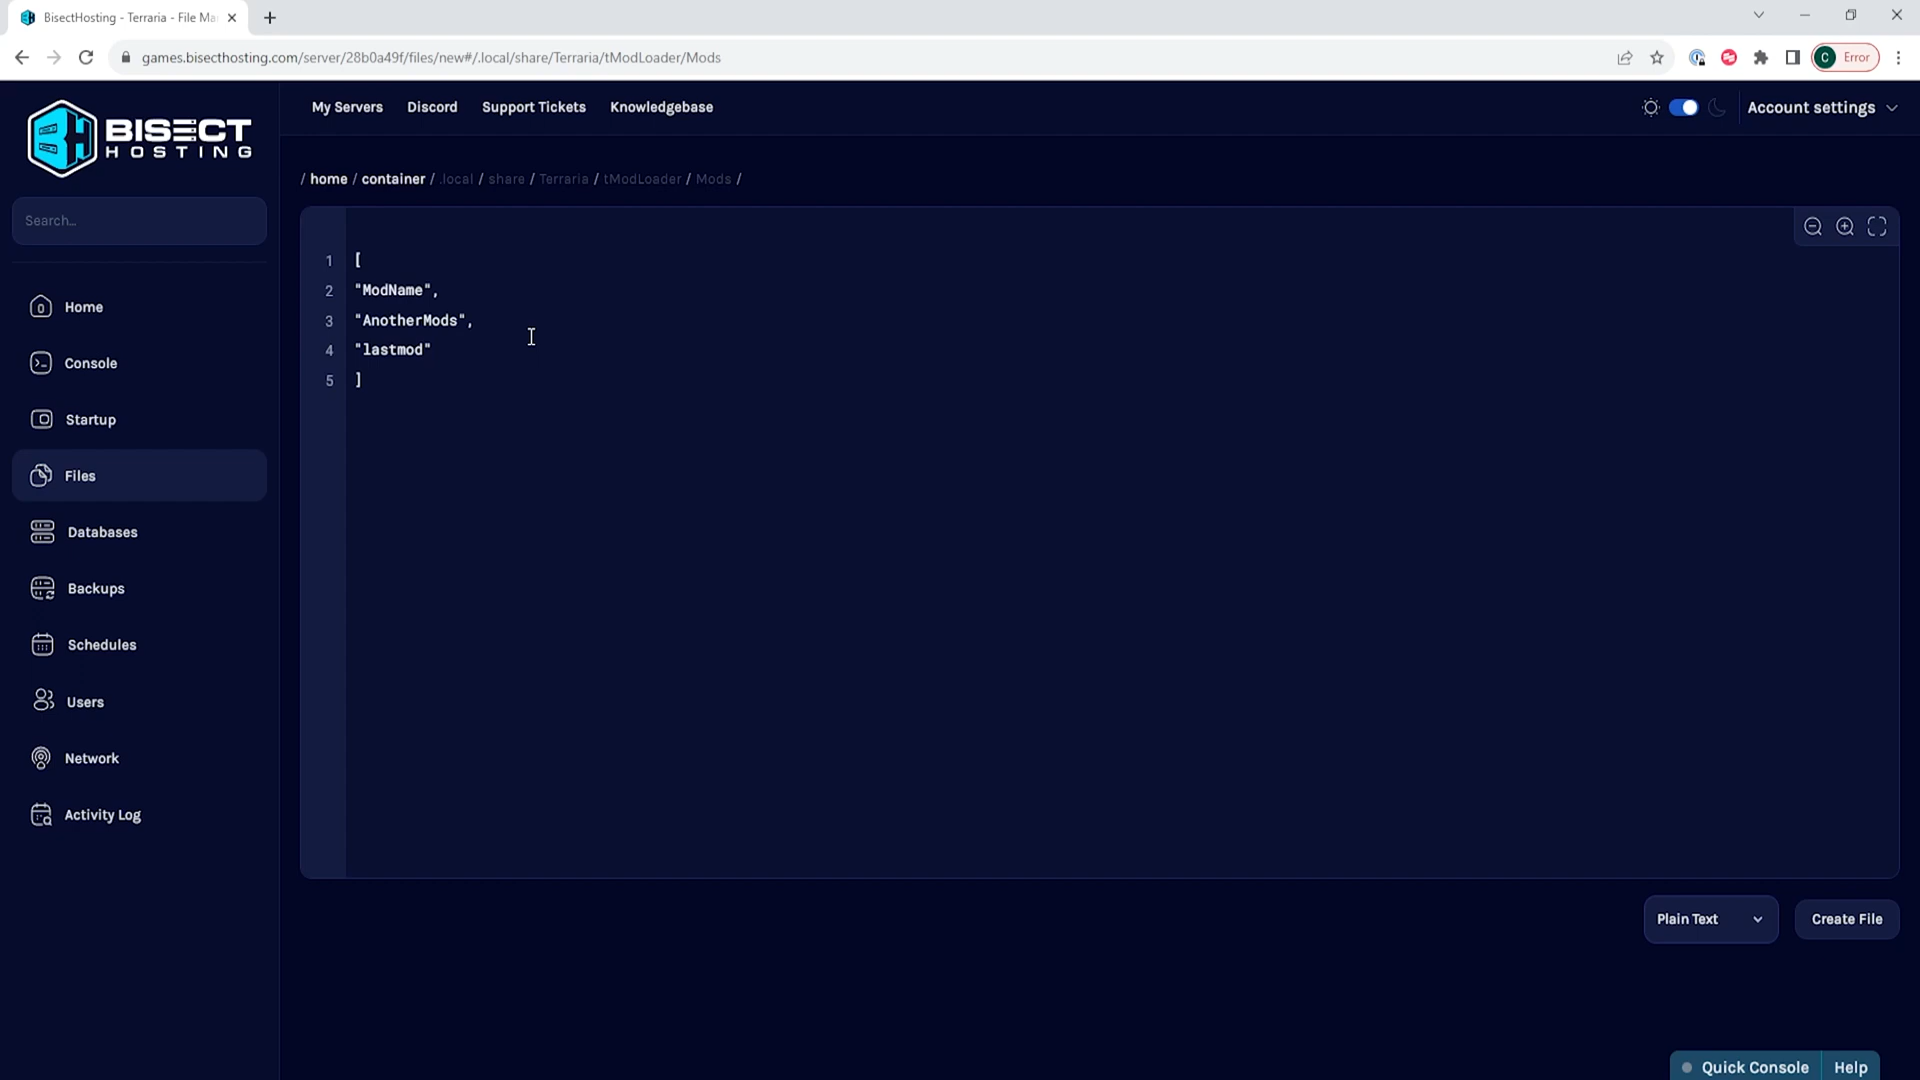 BisectHosting - Terraria - File Ma
games.bisecthosting.com/server/28b0a49f/files/new#/.local/share/Terraria/tModLoader/Mods
C Error
BISECT
HOSTING
My Servers Discord Support Tickets Knowledgebase
Account settings
Search...
/ home / container / .local / share / Terraria / tModLoader / Mods /
Home
Console
Startup
Files
Databases
Backups
Schedules
Users
Network
Activity Log
1 [
2 "ModName",
3 "AnotherMods",
4 "lastmod"
5 ]
Plain Text
Create File
Quick Console
Help